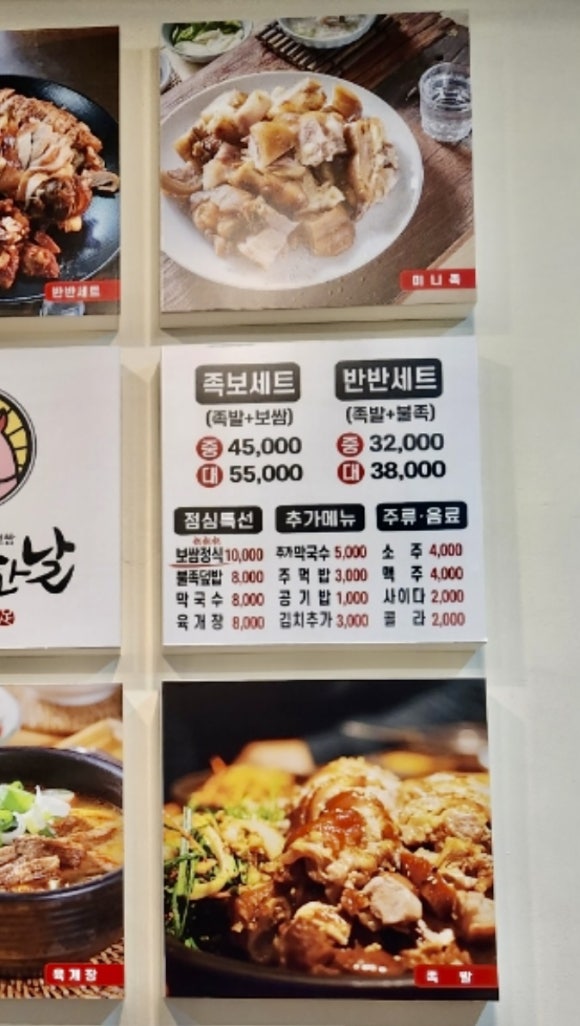 반반세트
미니족
족보세트 반반세트
(족발+보쌈) (족발+불족)
중 45,000 중 32,000
대 55,000 대 38,000
점심특선 추가메뉴 주류·음료
보쌈정식 10,000 추가막국수 5,000 소주 4,000
불족덮밥 8,000 주먹밥 3,000 맥주 4,000
막국수 8,000 공기밥 1,000 사이다 2,000
육개장 8,000 김치추가 3,000 콜라 2,000
날
육개장
족발